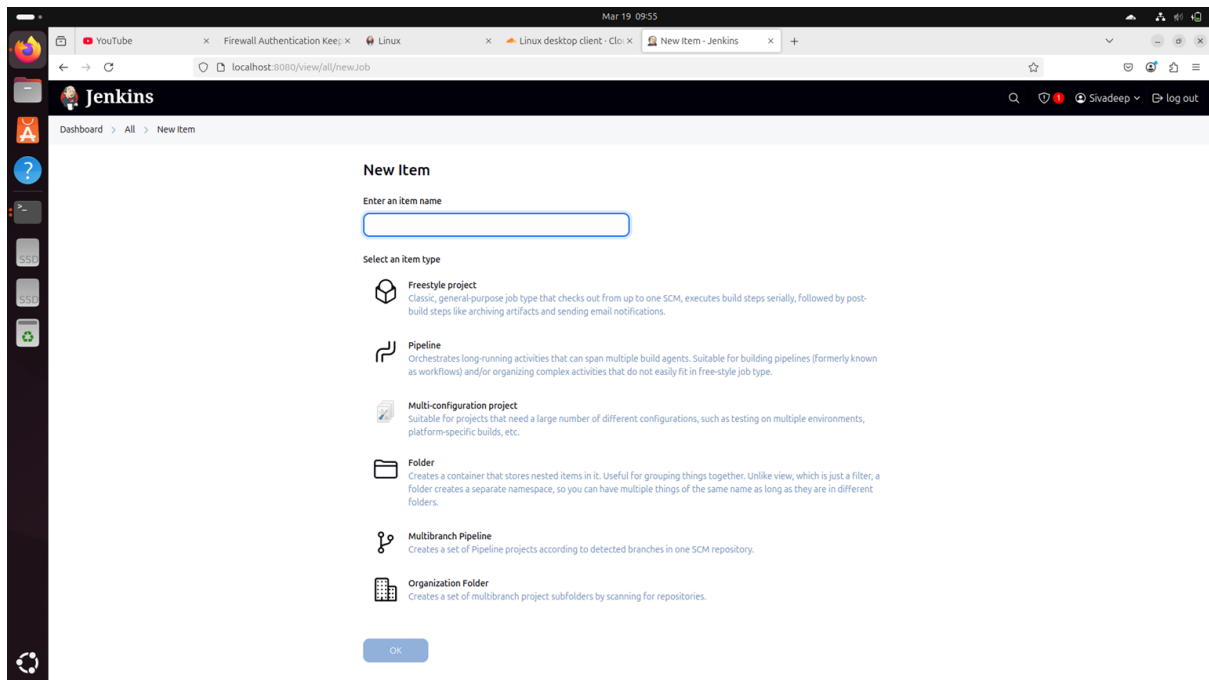 Mar 19 09:55
YouTube
Firewall Authentication Keep
Linux
Linux desktop client · Clo
New Item - Jenkins
localhost:8080/view/all/newJob
Jenkins
1
Sivadeep
log out
Dashboard > All > New Item
New Item
Enter an item name
Select an item type
Freestyle project
Classic, general-purpose job type that checks out from up to one SCM, executes build steps serially, followed by post-
build steps like archiving artifacts and sending email notifications.
Pipeline
Orchestrates long-running activities that can span multiple build agents. Suitable for building pipelines (formerly known
as workflows) and/or organizing complex activities that do not easily fit in free-style job type.
Multi-configuration project
Suitable for projects that need a large number of different configurations, such as testing on multiple environments,
platform-specific builds, etc.
Folder
Creates a container that stores nested items in it. Useful for grouping things together. Unlike view, which is just a filter, a
folder creates a separate namespace, so you can have multiple things of the same name as long as they are in different
folders.
Multibranch Pipeline
Creates a set of Pipeline projects according to detected branches in one SCM repository.
Organization Folder
Creates a set of multibranch project subfolders by scanning for repositories.
OK
SSD
SSD